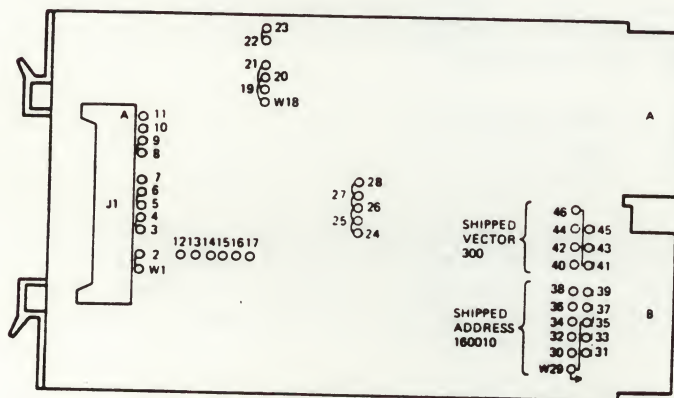 23
22
21
20
19
W18
A
11
10
9
8
7
6
5
4
3
2
W1
J1
12 13 14 15 16 17
28
27
26
25
24
A
SHIPPED
VECTOR
300
46
44 45
42 43
40 41
SHIPPED
ADDRESS
160010
38 39
36 37
34 35
32 33
30 31
W29
B